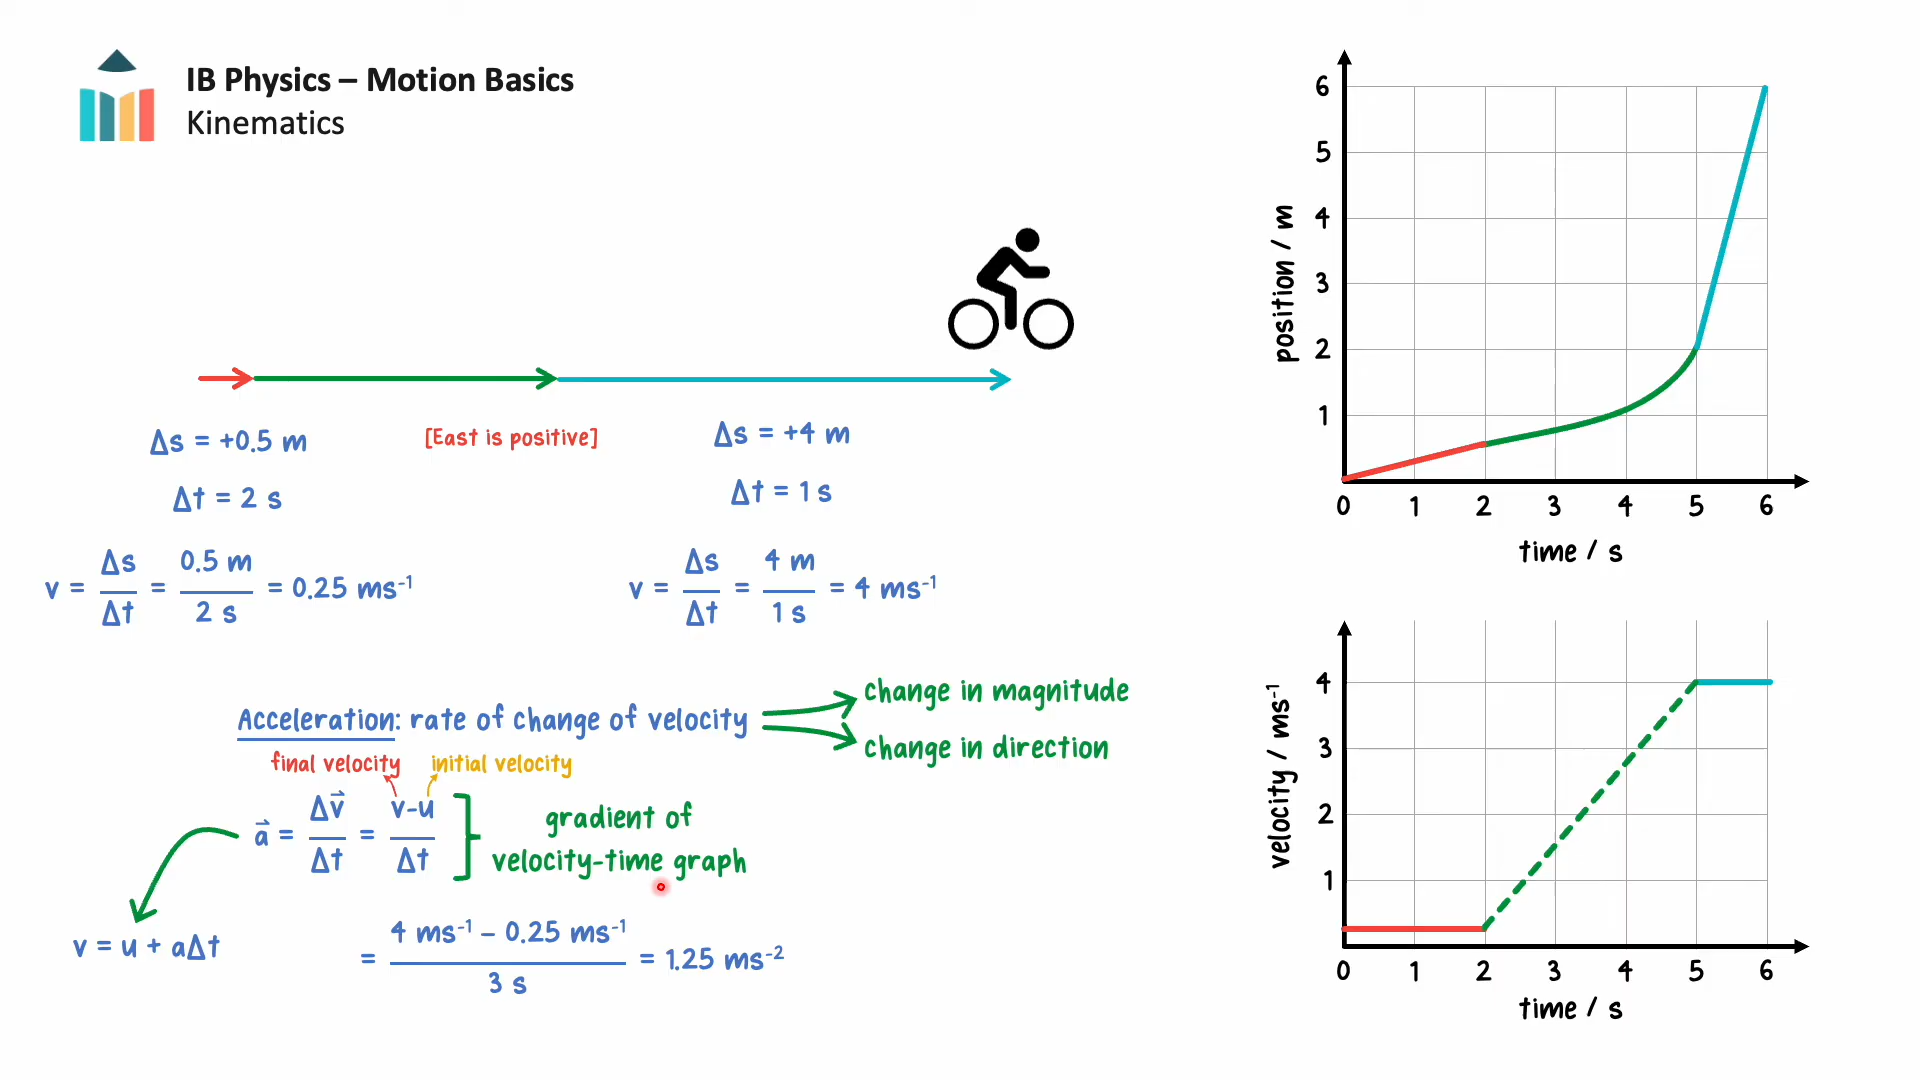 IB Physics – Motion Basics
Kinematics
Δs = +0.5 m
[East is positive]
Δs = +4 m
Δt = 2 s
Δt = 1 s
v = Δs/Δt = 0.5 m/2 s = 0.25 ms⁻¹
v = Δs/Δt = 4 m/1 s = 4 ms⁻¹
Acceleration: rate of change of velocity
change in magnitude
change in direction
final velocity
initial velocity
a⃗ = Δv⃗/Δt = v-u/Δt
gradient of
velocity-time graph
v = u + aΔt
= 4 ms⁻¹ – 0.25 ms⁻¹/3 s = 1.25 ms⁻²
position / m
6
5
4
3
2
1
0 1 2 3 4 5 6
time / s
velocity / ms⁻¹
4
3
2
1
0 1 2 3 4 5 6
time / s